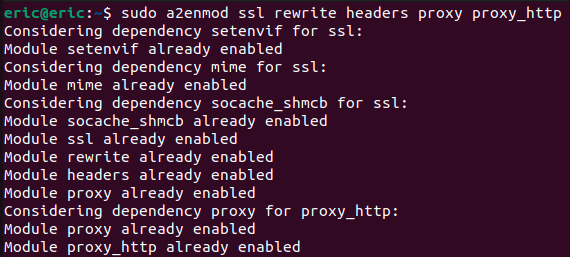 eric@eric:~$ sudo a2enmod ssl rewrite headers proxy proxy_http
Considering dependency setenvif for ssl:
Module setenvif already enabled
Considering dependency mime for ssl:
Module mime already enabled
Considering dependency socache_shmcb for ssl:
Module socache_shmcb already enabled
Module ssl already enabled
Module rewrite already enabled
Module headers already enabled
Module proxy already enabled
Considering dependency proxy for proxy_http:
Module proxy already enabled
Module proxy_http already enabled